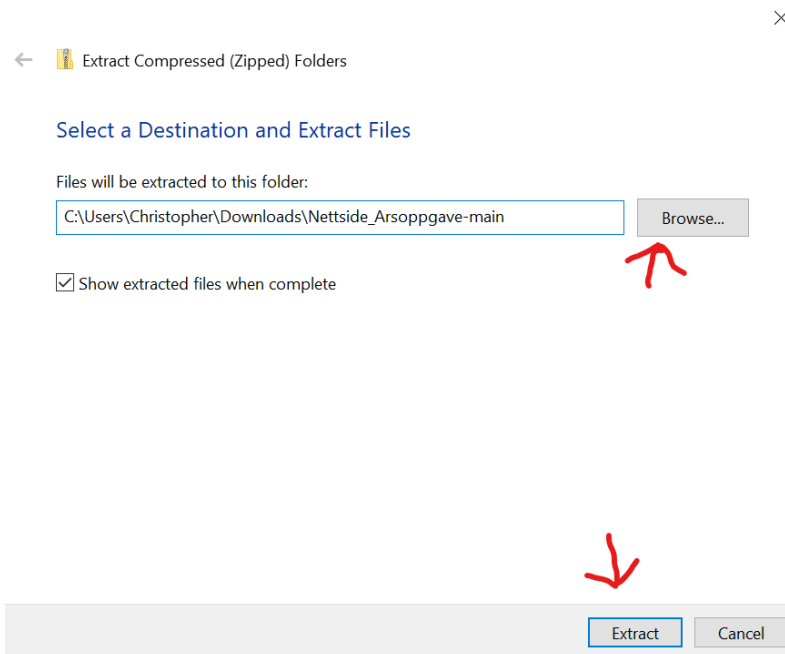 Extract Compressed (Zipped) Folders
Select a Destination and Extract Files
Files will be extracted to this folder:
C:\Users\Christopher\Downloads\Nettside_Arsoppgave-main
Browse...
Show extracted files when complete
Extract
Cancel